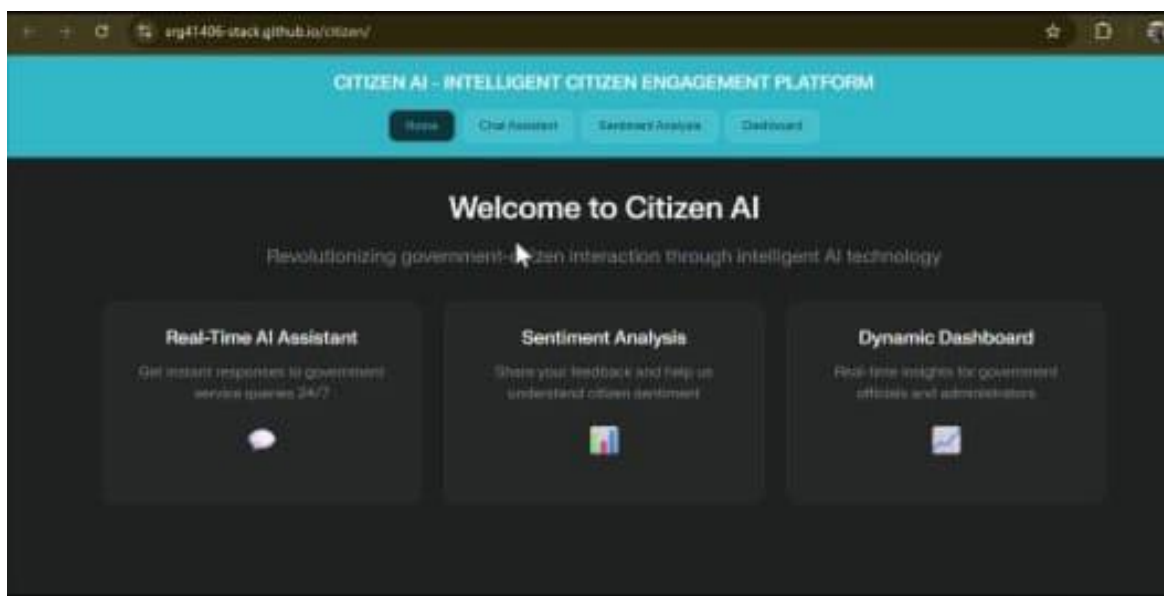 srg41406-stack.github.io/citizen/
CITIZEN AI - INTELLIGENT CITIZEN ENGAGEMENT PLATFORM
Home Chat Assistant Sentiment Analysis Dashboard
Welcome to Citizen AI
Revolutionizing government-citizen interaction through intelligent AI technology
Real-Time AI Assistant Sentiment Analysis Dynamic Dashboard
Get instant responses to government Share your feedback and help us Real-time insights for government
service queries 24/7 understand citizen sentiment officials and administrators